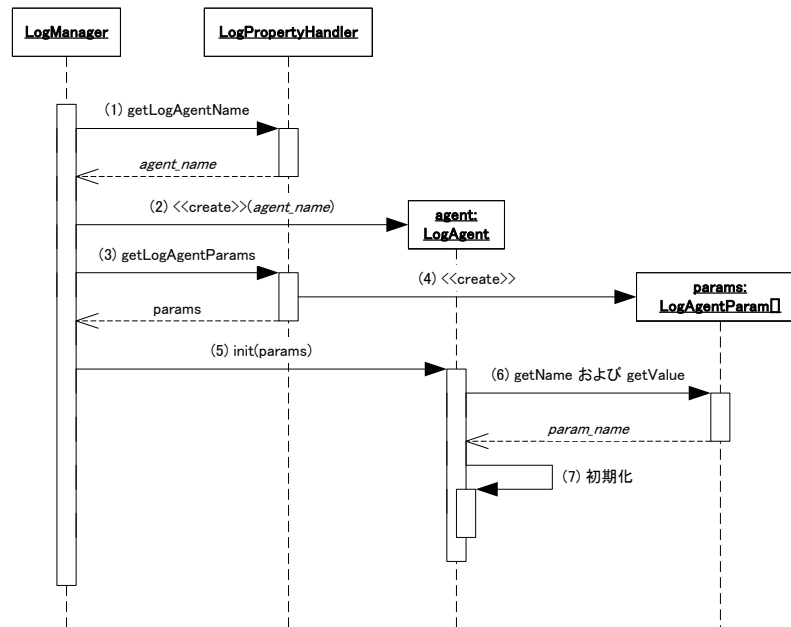 LogManager
LogPropertyHandler
(1) getLogAgentName
agent_name
(2) <<create>>(agent_name)
agent:
LogAgent
(3) getLogAgentParams
(4) <<create>>
params:
LogAgentParam[]
params
(5) init(params)
(6) getName および getValue
param_name
(7) 初期化